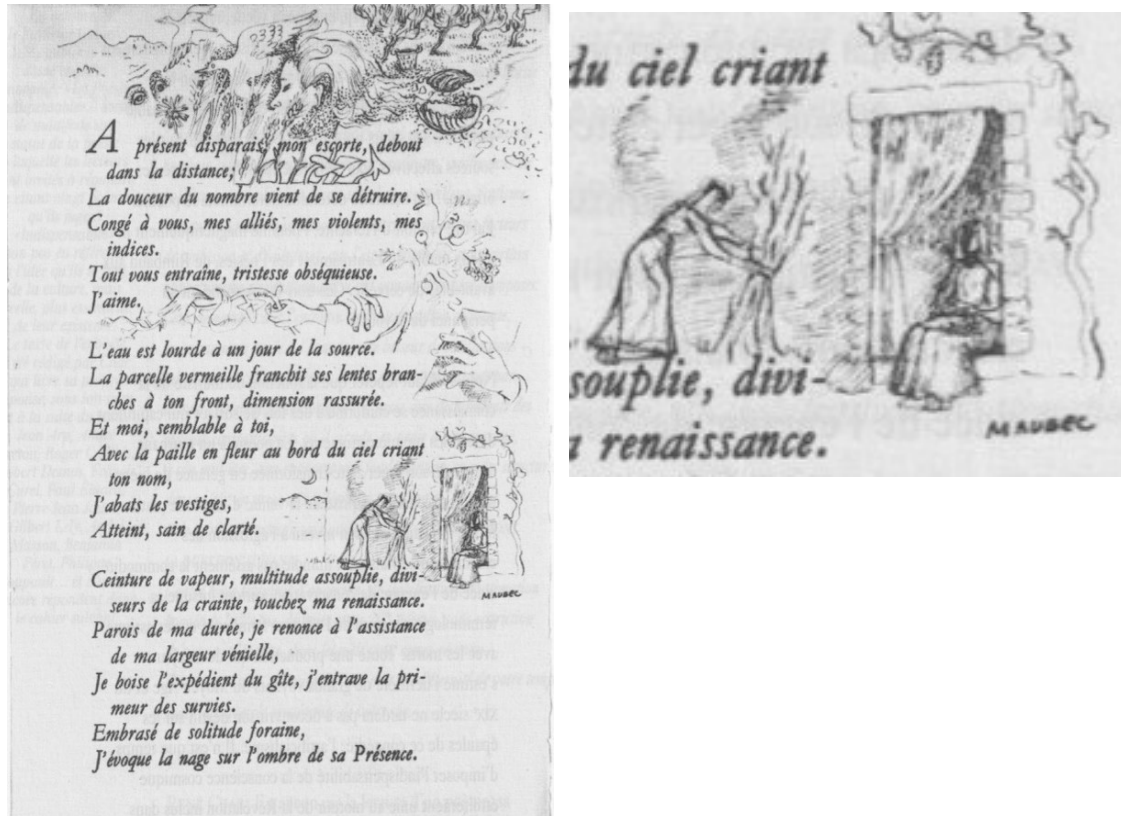 A présent disparais, mon escorte, debout
dans la distance;
La douceur du nombre vient de se détruire.
Congé à vous, mes alliés, mes violents, mes
indices.
Tout vous entraîne, tristesse obséquieuse.
J'aime.
L'eau est lourde à un jour de la source.
La parcelle vermeille franchit ses lentes bran-
ches à ton front, dimension rassurée.
Et moi, semblable à toi,
Avec la paille en fleur au bord du ciel criant
ton nom,
J'abats les vestiges,
Atteint, sain de clarté.
Ceinture de vapeur, multitude assouplie, divi-
seurs de la crainte, touchez ma renaissance.
Parois de ma durée, je renonce à l'assistance
de ma largeur vénielle,
Je boise l'expédient du gîte, j'entrave la pri-
meur des survies.
Embrasé de solitude foraine,
J'évoque la nage sur l'ombre de sa Présence.
MAUBEC
du ciel criant
souplie, divi-
renaissance.
MAUBEC